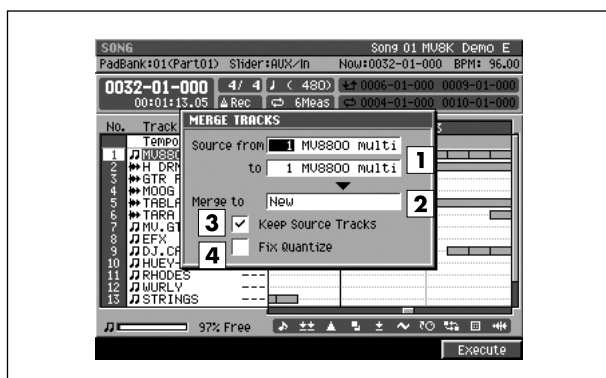 SONG Song 01 MV8K Demo E
PadBank:01(Part01) Slider:AUX/In Now:0032-01-000 BPM: 96.00
0032-01-000 4/ 4 ( 480) 0006-01-000 0009-01-000
00:01:13.05 Rec 6Meas 0004-01-000 0010-01-000
MERGE TRACKS
No. Track
Tempo
1 MV880
2 H DRN
3 GTR F
4 MOOG
5 TABLA
6 TARA
7 MV.GT
8 EFX
9 DJ.CA
10 HUEY-
11 RHODES ---
12 WURLY ---
13 STRINGS ---
Source from 1 MV8800 multi
to 1 MV8800 multi
1
Merge to New
2
3 Keep Source Tracks
4 Fix Quantize
97% Free
Execute